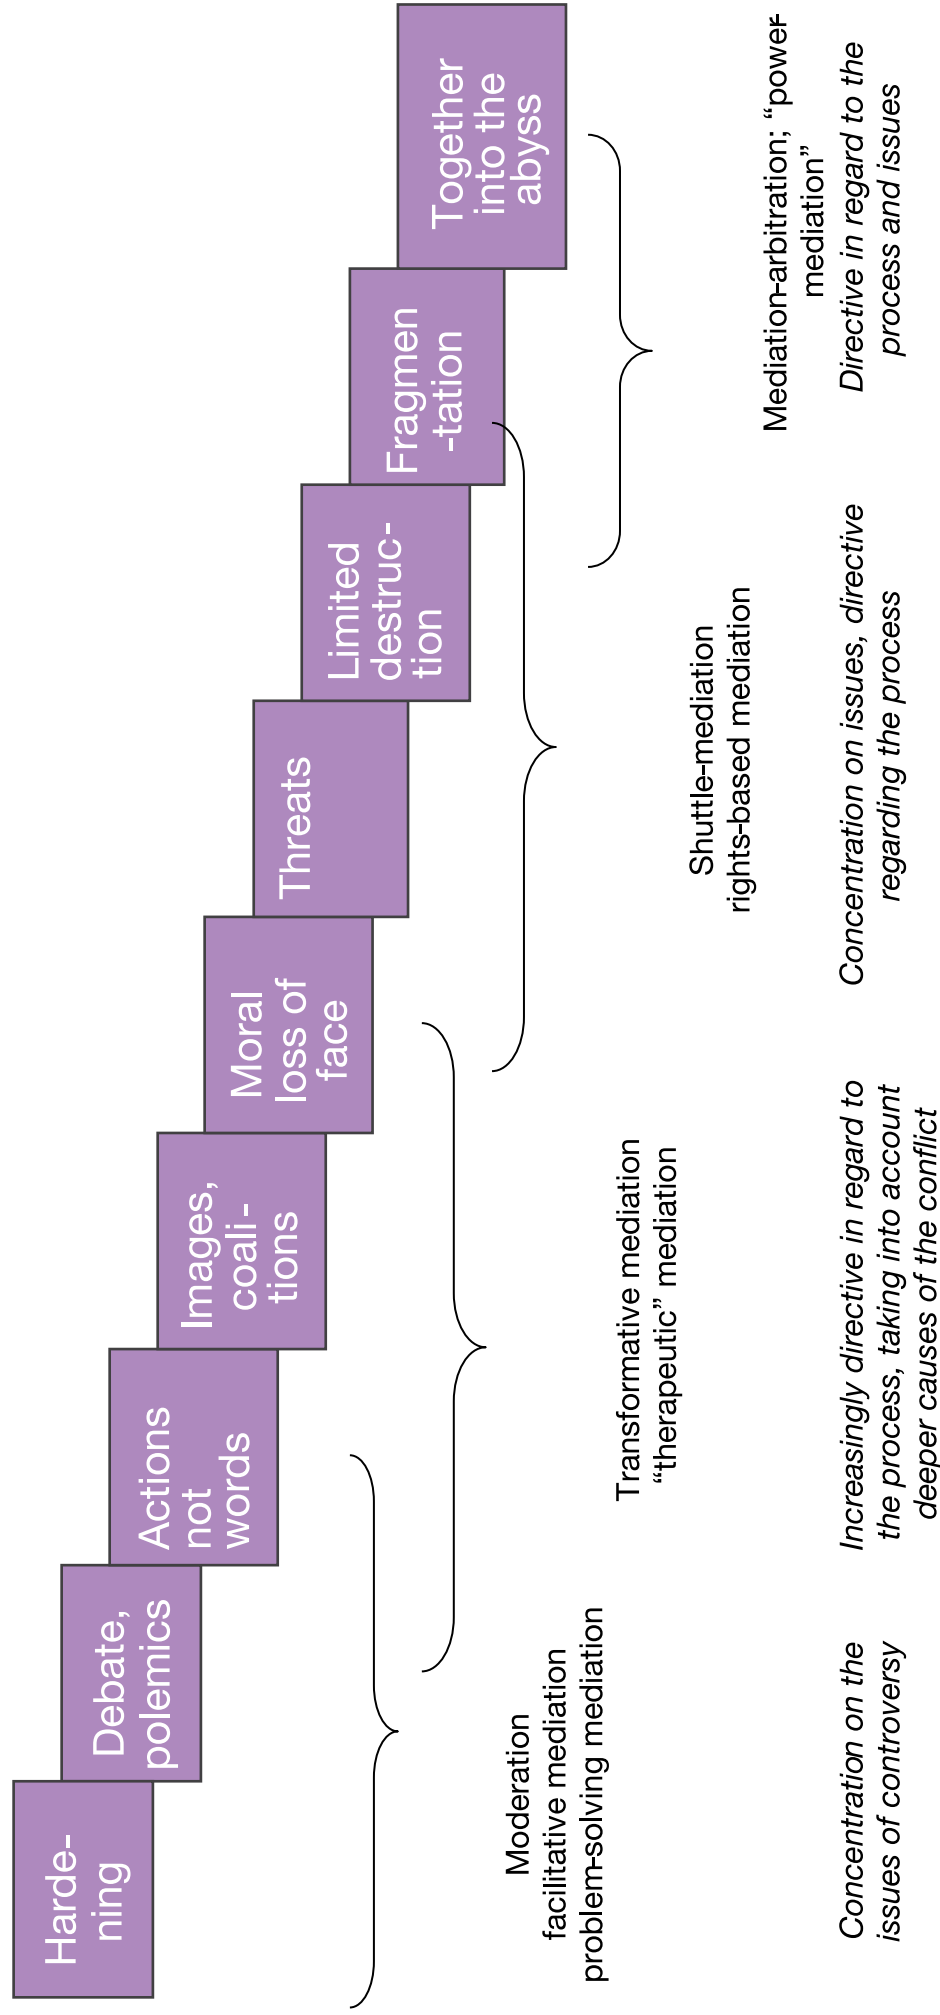 Harde-
ning
Debate,
polemics
Actions
not
words
Images,
coali-
tions
Moral
loss of
face
Threats
Limited
destruc-
tion
Fragmen
-tation
Together
into the
abyss
Moderation
facilitative mediation
problem-solving mediation
Transformative mediation
“therapeutic” mediation
Shuttle-mediation
rights-based mediation
Mediation-arbitration; “power-
mediation”
Concentration on the
issues of controversy
Increasingly directive in regard to
the process, taking into account
deeper causes of the conflict
Concentration on issues, directive
regarding the process
Directive in regard to the
process and issues